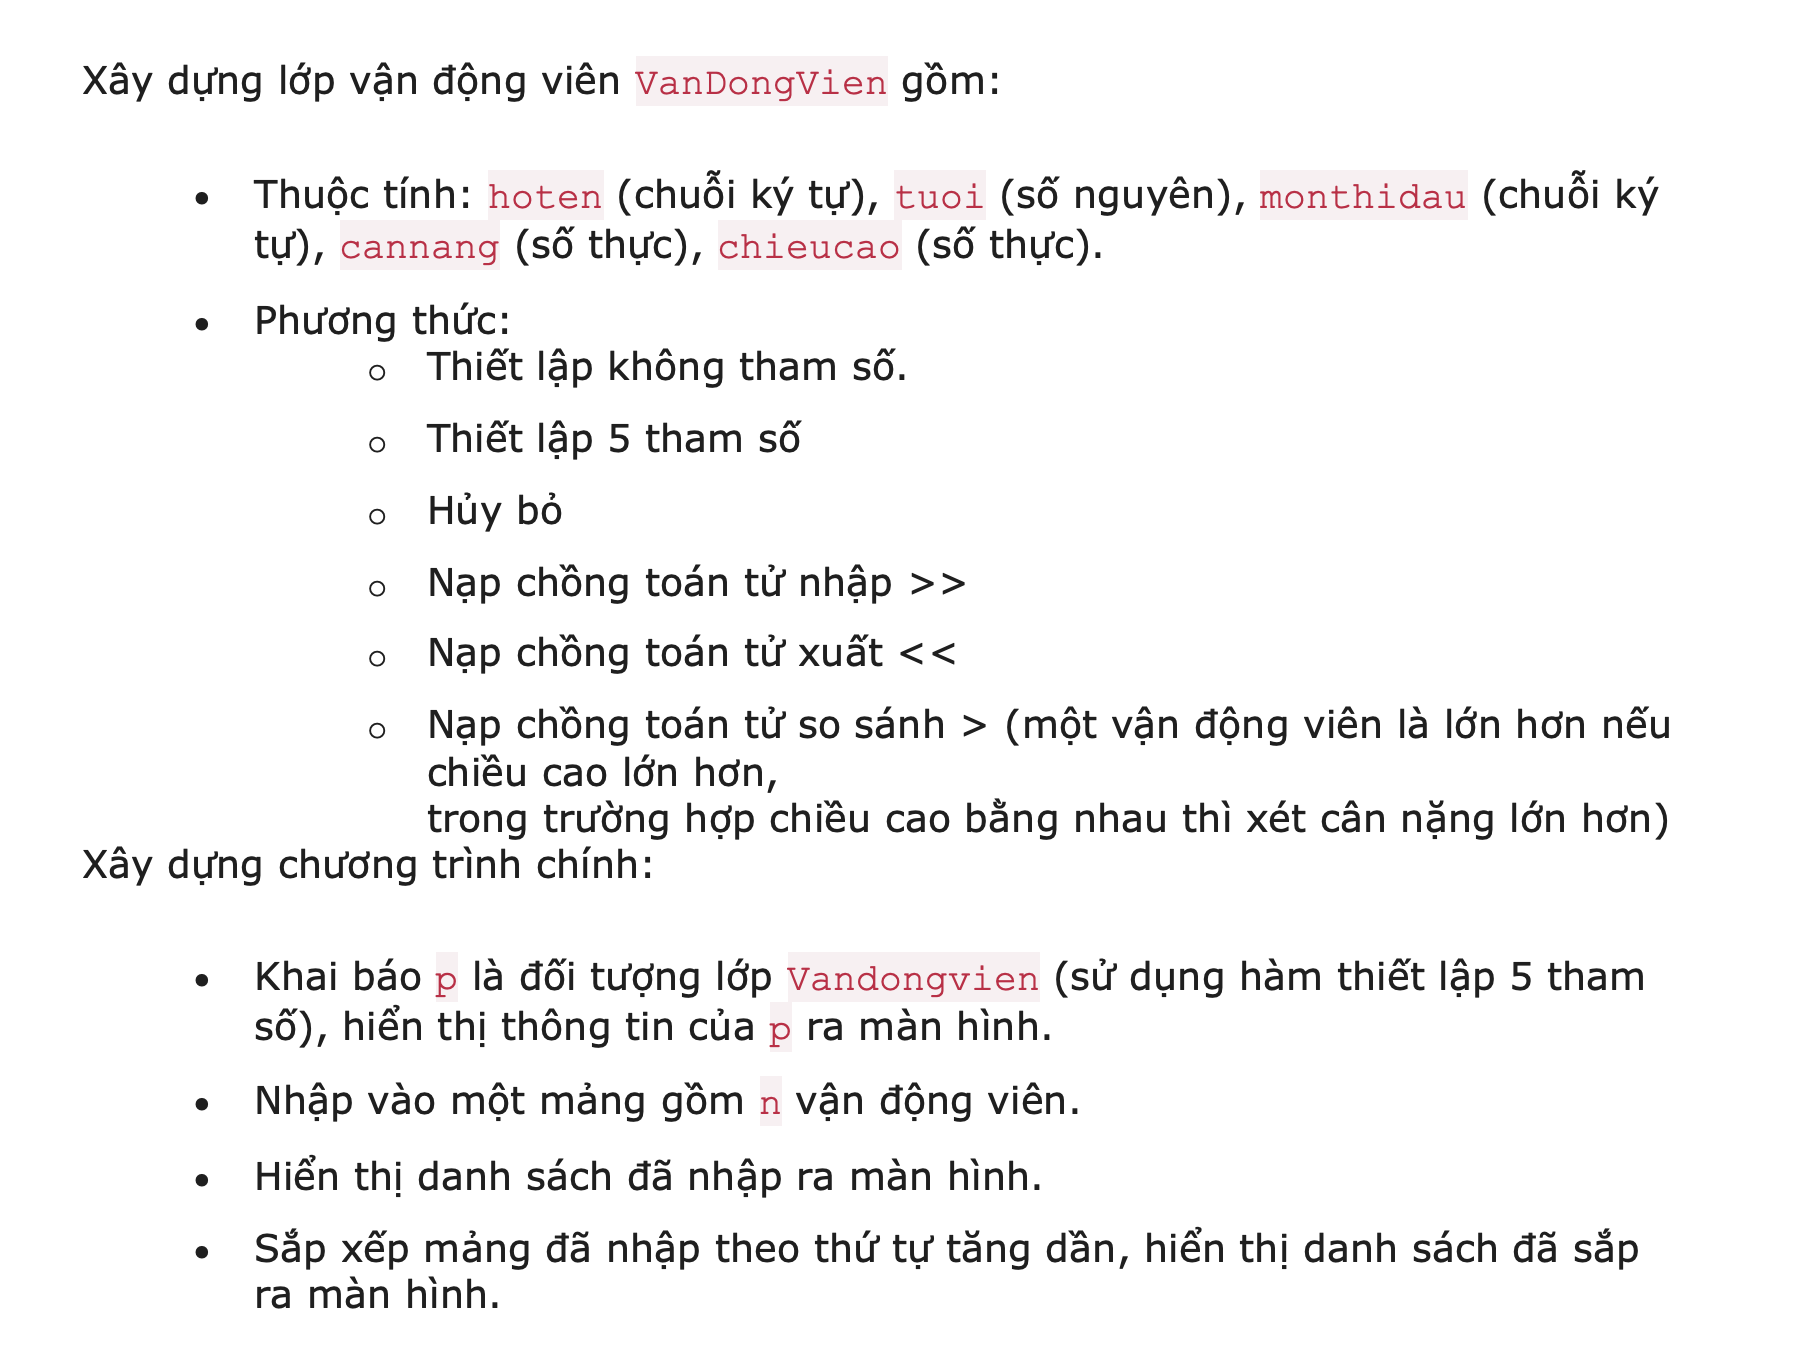 Xây dựng lớp vận động viên VanDongVien gồm:
• Thuộc tính: hoten (chuỗi ký tự), tuoi (số nguyên), monthidau (chuỗi ký
tự), cannang (số thực), chieucao (số thực).
• Phương thức:
○ Thiết lập không tham số.
○ Thiết lập 5 tham số
○ Hủy bỏ
○ Nạp chồng toán tử nhập >>
○ Nạp chồng toán tử xuất <<
○ Nạp chồng toán tử so sánh > (một vận động viên là lớn hơn nếu
chiều cao lớn hơn,
trong trường hợp chiều cao bằng nhau thì xét cân nặng lớn hơn)
Xây dựng chương trình chính:
• Khai báo p là đối tượng lớp Vandongvien (sử dụng hàm thiết lập 5 tham
số), hiển thị thông tin của p ra màn hình.
• Nhập vào một mảng gồm n vận động viên.
• Hiển thị danh sách đã nhập ra màn hình.
• Sắp xếp mảng đã nhập theo thứ tự tăng dần, hiển thị danh sách đã sắp
ra màn hình.